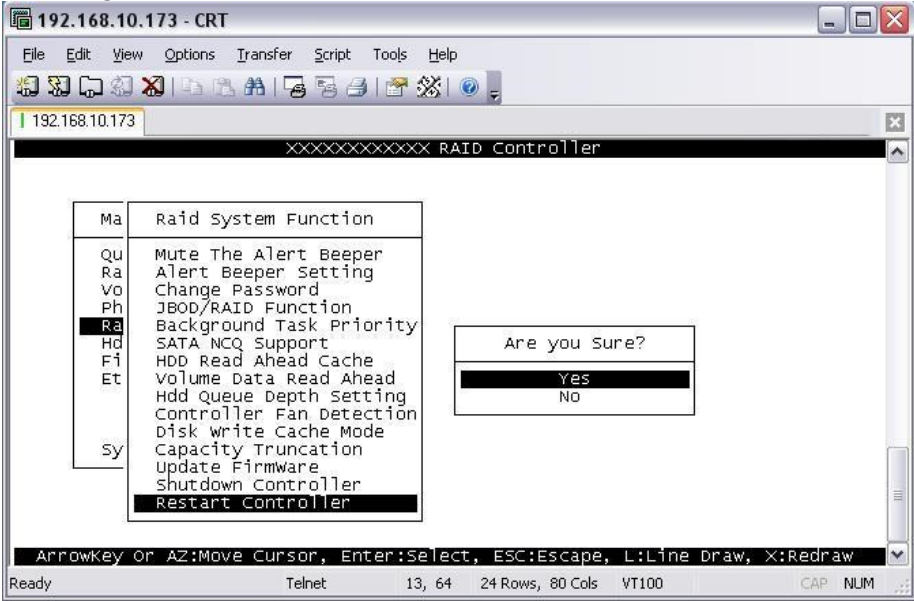 192.168.10.173 - CRT
File Edit View Options Transfer Script Tools Help
192.168.10.173
XXXXXXXXXXXX RAID Controller
Ma
Raid System Function
Qu
Ra
Vo
Ph
Ra
Hd
Fi
Et
Sy
Mute The Alert Beeper
Alert Beeper Setting
Change Password
JBOD/RAID Function
Background Task Priority
SATA NCQ Support
HDD Read Ahead Cache
Volume Data Read Ahead
Hdd Queue Depth Setting
Controller Fan Detection
Disk Write Cache Mode
Capacity Truncation
Update FirmWare
Shutdown Controller
Restart Controller
Are you Sure?
Yes
No
ArrowKey Or AZ:Move Cursor, Enter:Select, ESC:Escape, L:Line Draw, X:Redraw
Ready Telnet 13, 64 24 Rows, 80 Cols VT100 CAP NUM